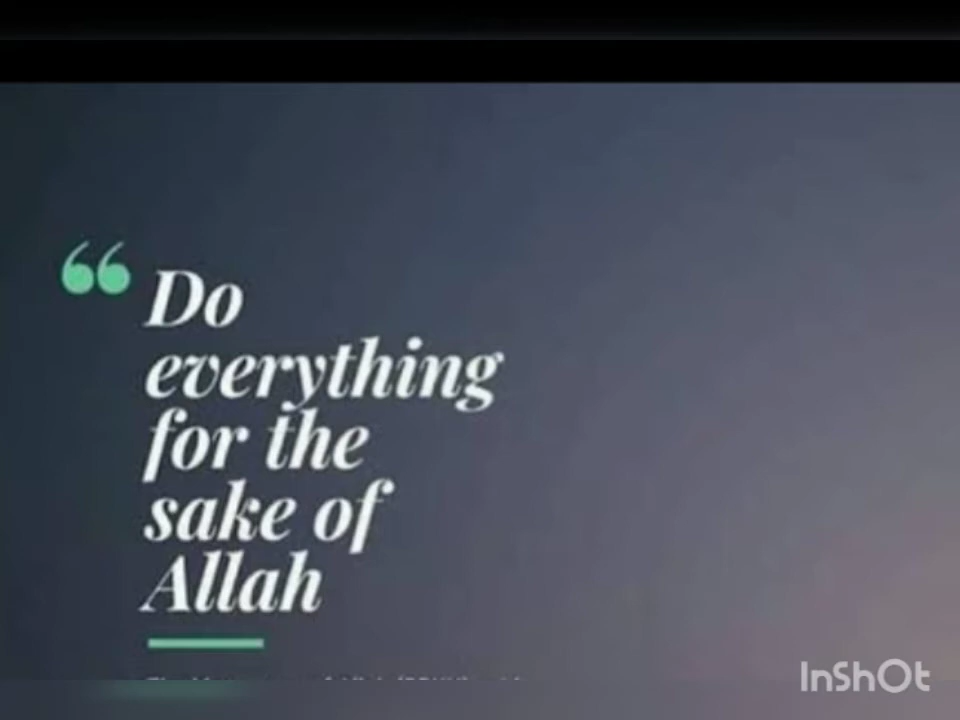 “ Do
everything
for the
sake of
Allah
InShOt